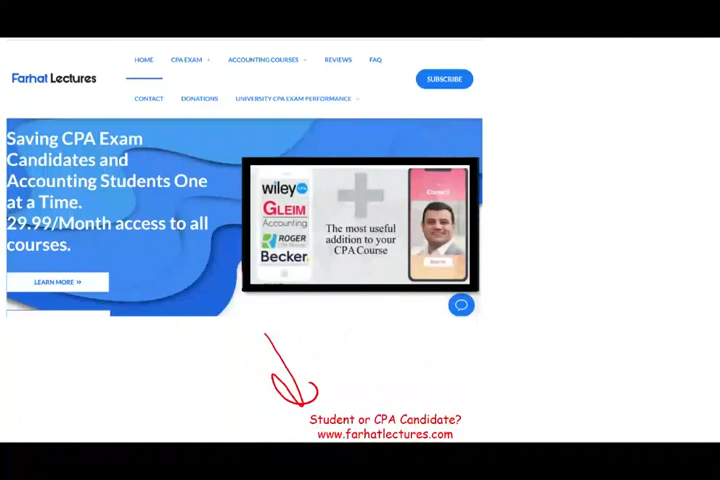 HOME CPA EXAM ACCOUNTING COURSES REVIEWS FAQ
Farhat Lectures
SUBSCRIBE
CONTACT DONATIONS UNIVERSITY CPA EXAM PERFORMANCE
Saving CPA Exam
Candidates and
Accounting Students One
at a Time.
29.99/Month access to all
courses.
LEARN MORE »
wiley CPA
GLEIM
Accounting
ROGER
Becker
The most useful
addition to your
CPA Course
Correct!
Student or CPA Candidate?
www.farhatlectures.com